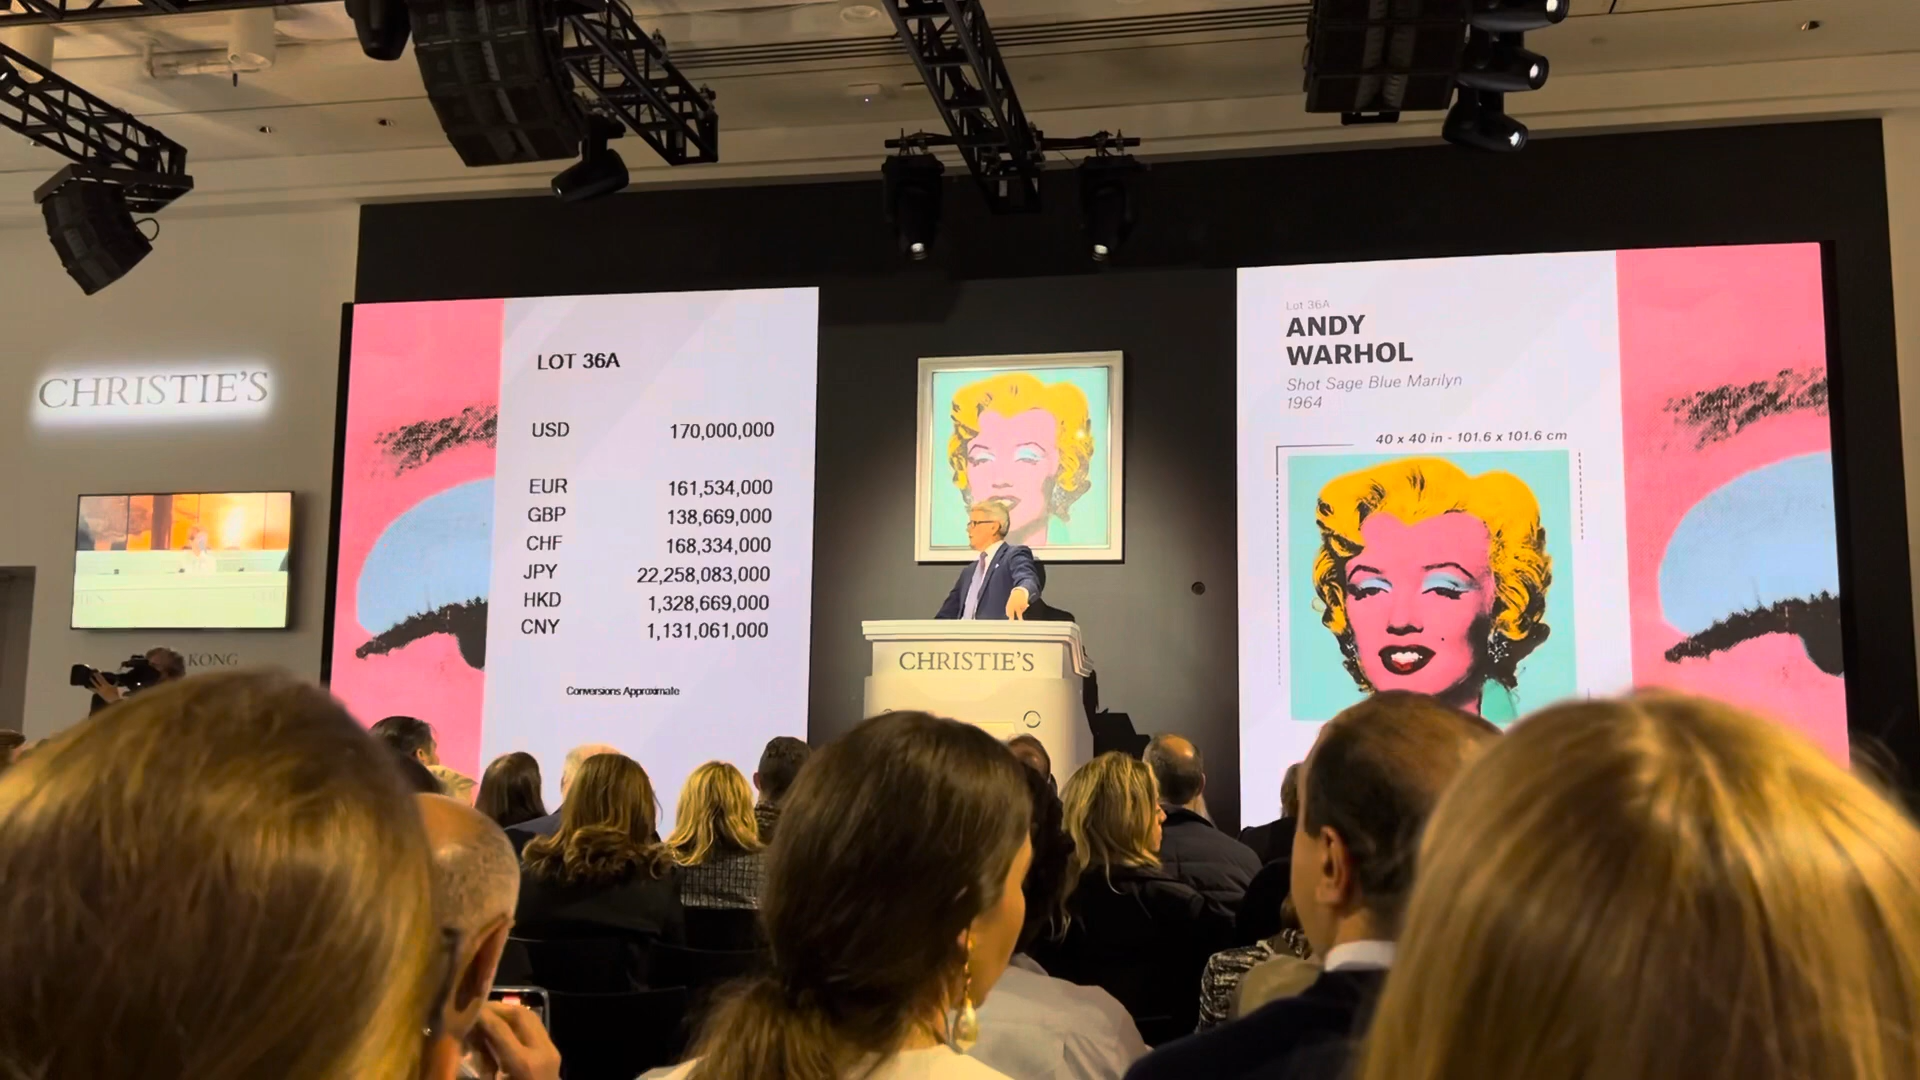 CHRISTIE'S
KONG
LOT 36A
USD 170,000,000
EUR 161,534,000
GBP 138,669,000
CHF 168,334,000
JPY 22,258,083,000
HKD 1,328,669,000
CNY 1,131,061,000
Conversions Approximate
CHRISTIE'S
Lot 36A
ANDY
WARHOL
Shot Sage Blue Marilyn
1964
40 x 40 in - 101.6 x 101.6 cm